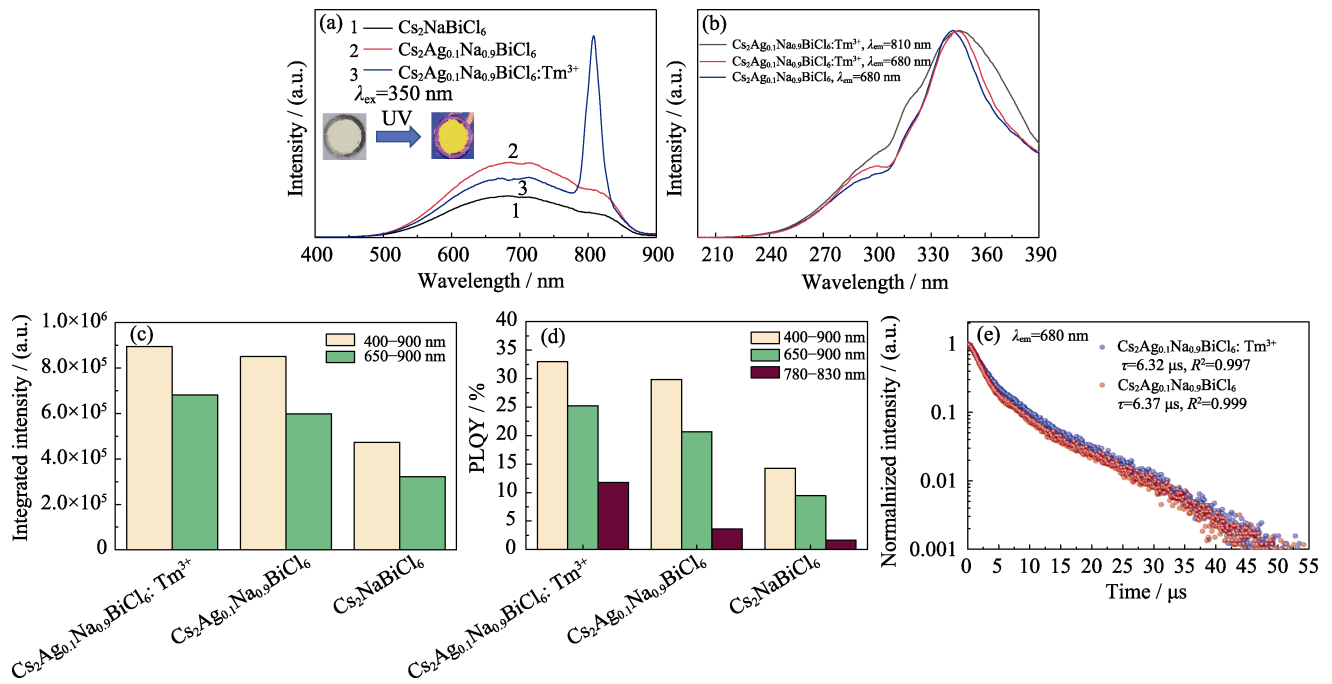 (a)
1 — Cs₂NaBiCl₆
2 — Cs₂Ag₀.₁Na₀.₉BiCl₆
3 — Cs₂Ag₀.₁Na₀.₉BiCl₆:Tm³⁺
λex=350 nm
UV
2
3
1
Intensity / (a.u.)
400 500 600 700 800 900
Wavelength / nm
(b)
Cs₂Ag₀.₁Na₀.₉BiCl₆:Tm³⁺, λem=810 nm
Cs₂Ag₀.₁Na₀.₉BiCl₆:Tm³⁺, λem=680 nm
Cs₂Ag₀.₁Na₀.₉BiCl₆, λem=680 nm
Intensity / (a.u.)
210 240 270 300 330 360 390
Wavelength / nm
(c)
400−900 nm
650−900 nm
Integrated intensity / (a.u.)
1.0×10⁶
8.0×10⁵
6.0×10⁵
4.0×10⁵
2.0×10⁵
0
Cs₂Ag₀.₁Na₀.₉BiCl₆: Tm³⁺
Cs₂Ag₀.₁Na₀.₉BiCl₆
Cs₂NaBiCl₆
(d)
400−900 nm
650−900 nm
780−830 nm
PLQY / %
40
35
30
25
20
15
10
5
0
Cs₂Ag₀.₁Na₀.₉BiCl₆: Tm³⁺
Cs₂Ag₀.₁Na₀.₉BiCl₆
Cs₂NaBiCl₆
(e)
λem=680 nm
Cs₂Ag₀.₁Na₀.₉BiCl₆: Tm³⁺
τ=6.32 μs, R²=0.997
Cs₂Ag₀.₁Na₀.₉BiCl₆
τ=6.37 μs, R²=0.999
Normalnized intensity / (a.u.)
1
0.1
0.01
0.001
0 5 10 15 20 25 30 35 40 45 50 55
Time / μs